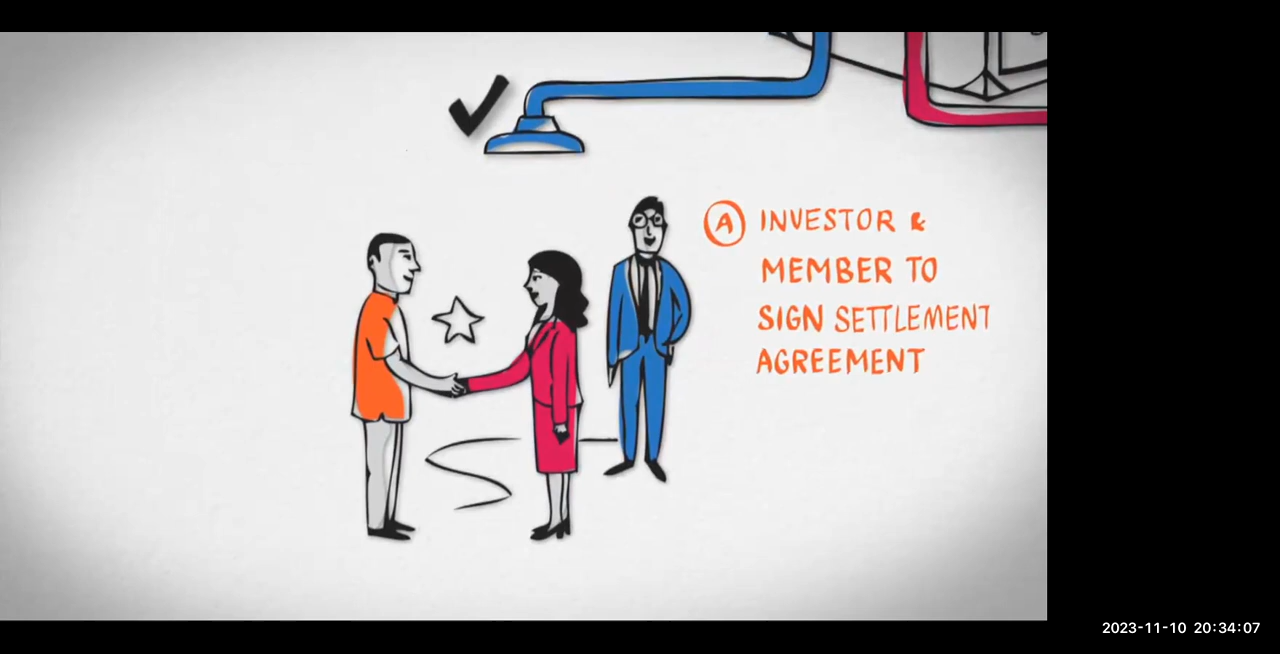 A INVESTOR &
MEMBER TO
SIGN SETTLEMENT
AGREEMENT
2023-11-10 20:34:07